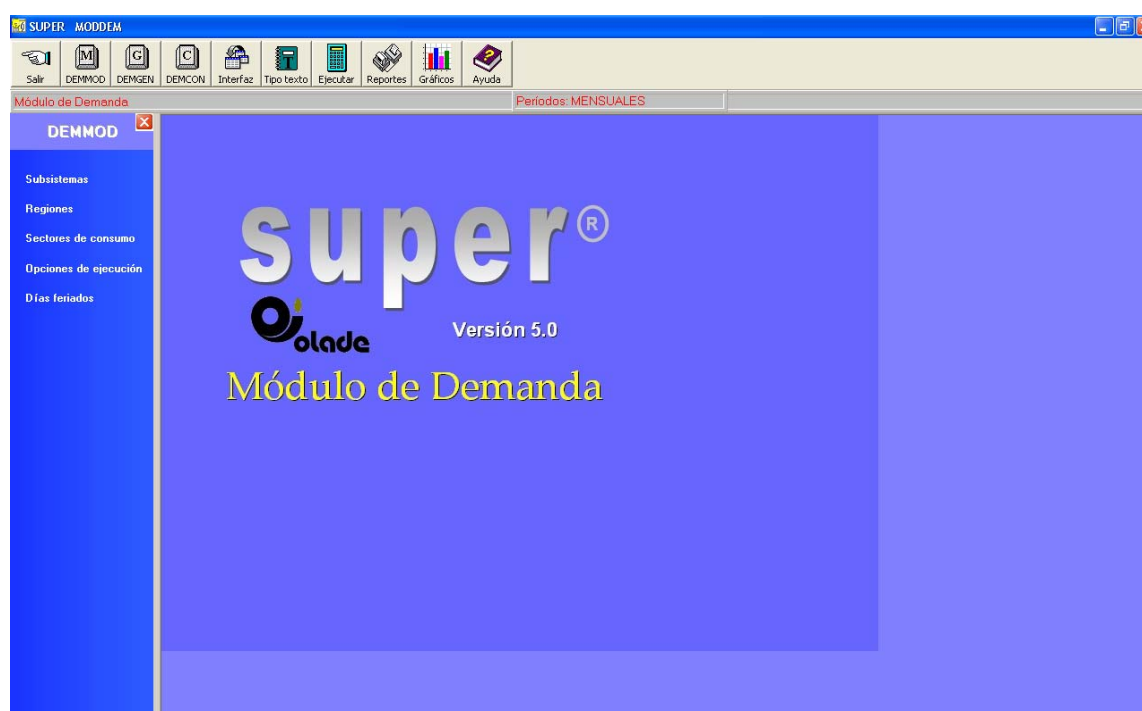 SUPER MODDEM
M G C
Salir DEMMOD DEMGEN DEMCON Interfaz Tipo texto Ejecutar Reportes Gráficos Ayuda
Módulo de Demanda Períodos: MENSUALES
DEMMOD
Subsistemas
Regiones
Sectores de consumo
Opciones de ejecución
Días feriados
super®
olade
Versión 5.0
Módulo de Demanda